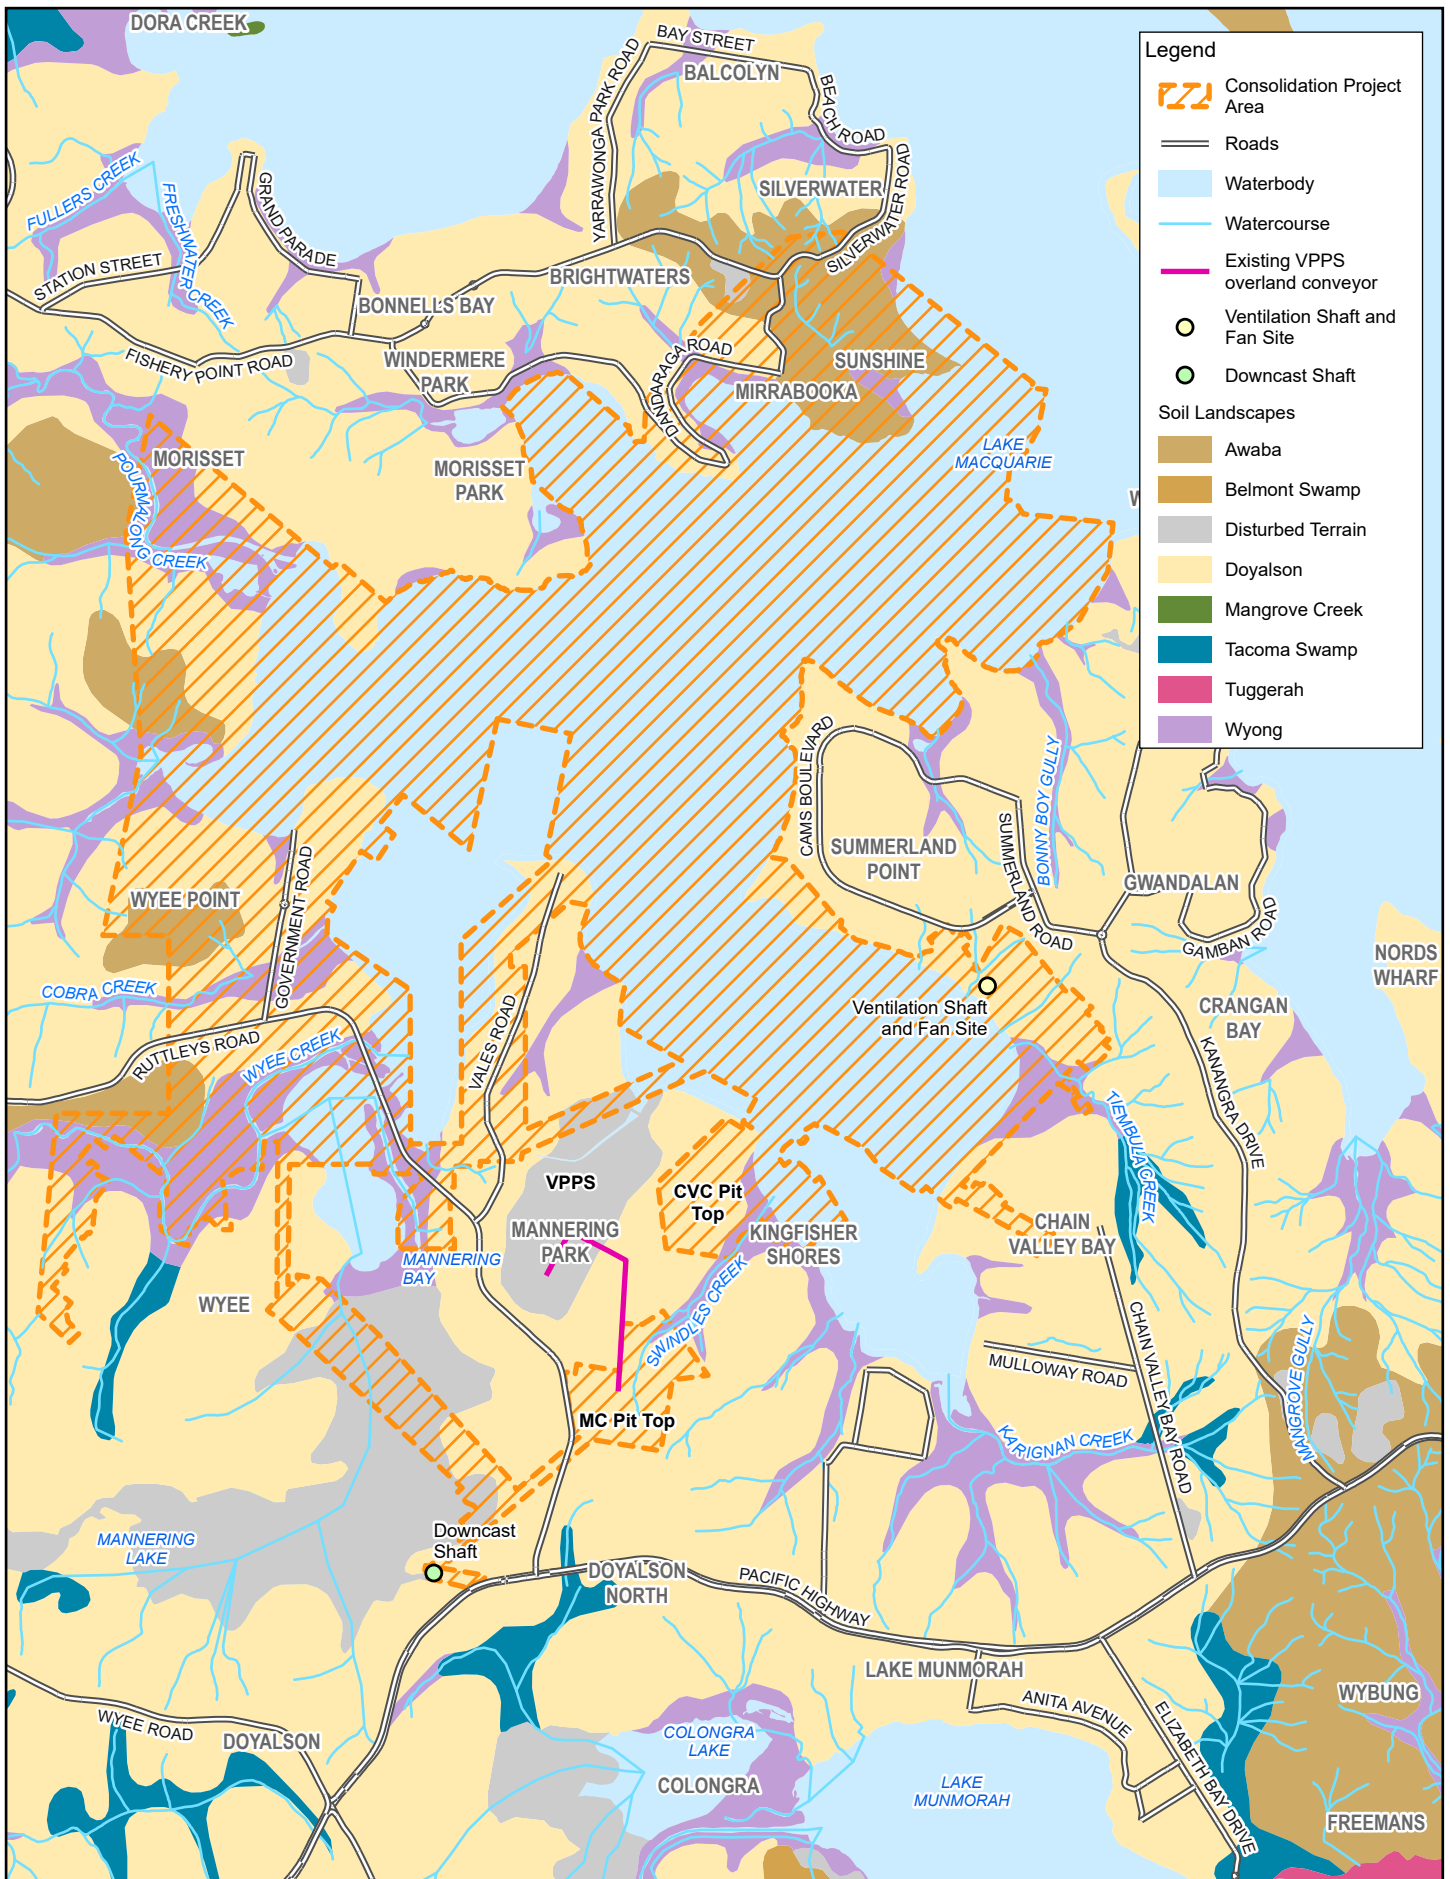 DORA CREEK
BAY STREET
BALCOLYN
YARRAWONGA PARK ROAD
BEACH ROAD
SILVERWATER
SILVERWATER ROAD
FULLERS CREEK
FRESHWATER CREEK
GRAND PARADE
STATION STREET
BRIGHTWATERS
BONNELLS BAY
FISHERY POINT ROAD
WINDERMERE
PARK
DANDARAGA ROAD
SUNSHINE
MIRRABOOKA
LAKE
MACQUARIE
MORISSET
MORISSET
PARK
POURMALONG CREEK
W
Legend
Consolidation Project
Area
Roads
Waterbody
Watercourse
Existing VPPS
overland conveyor
Ventilation Shaft and
Fan Site
Downcast Shaft
Soil Landscapes
Awaba
Belmont Swamp
Disturbed Terrain
Doyalson
Mangrove Creek
Tacoma Swamp
Tuggerah
Wyong
CAMS BOULEVARD
SUMMERLAND
POINT
SUMMERLAND ROAD
BONNY BOY GULLY
GWANDALAN
GAMBAN ROAD
NORDS
WHARF
CRANGAN
BAY
WYEE POINT
GOVERNMENT ROAD
COBRA CREEK
RUTTLEYS ROAD
WYEE CREEK
VALES ROAD
Ventilation Shaft
and Fan Site
KANANGRA DRIVE
TIEMBULA CREEK
VPPS
CVC Pit
Top
MANNERING
PARK
KINGFISHER
SHORES
CHAIN
VALLEY BAY
MANNERING
BAY
WYEE
SWINDLES CREEK
MULLOWAY ROAD
CHAIN VALLEY BAY ROAD
MANGROVE GULLY
MC Pit Top
KARIGNAN CREEK
MANNERING
LAKE
Downcast
Shaft
DOYALSON
NORTH
PACIFIC HIGHWAY
LAKE MUNMORAH
ANITA AVENUE
ELIZABETH BAY DRIVE
WYBUNG
WYEE ROAD
DOYALSON
COLONGRA
LAKE
COLONGRA
LAKE
MUNMORAH
FREEMANS